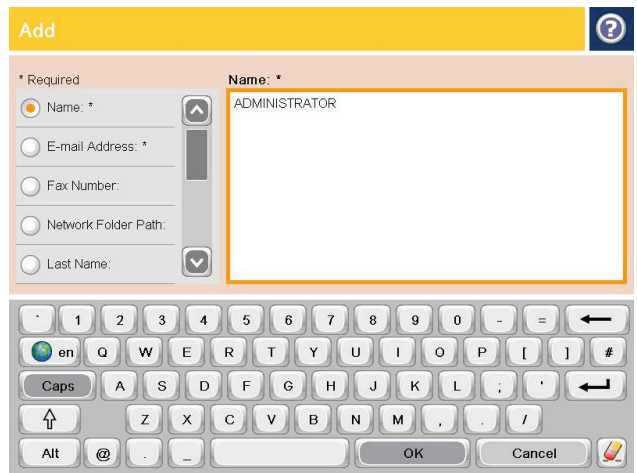 Add
?
* Required
Name: *
Name: *
ADMINISTRATOR
E-mail Address: *
Fax Number:
Network Folder Path:
Last Name:
` 1 2 3 4 5 6 7 8 9 0 - =
en Q W E R T Y U I O P [ ] #
Caps A S D F G H J K L ; '
Z X C V B N M , . /
Alt @ . _ OK Cancel